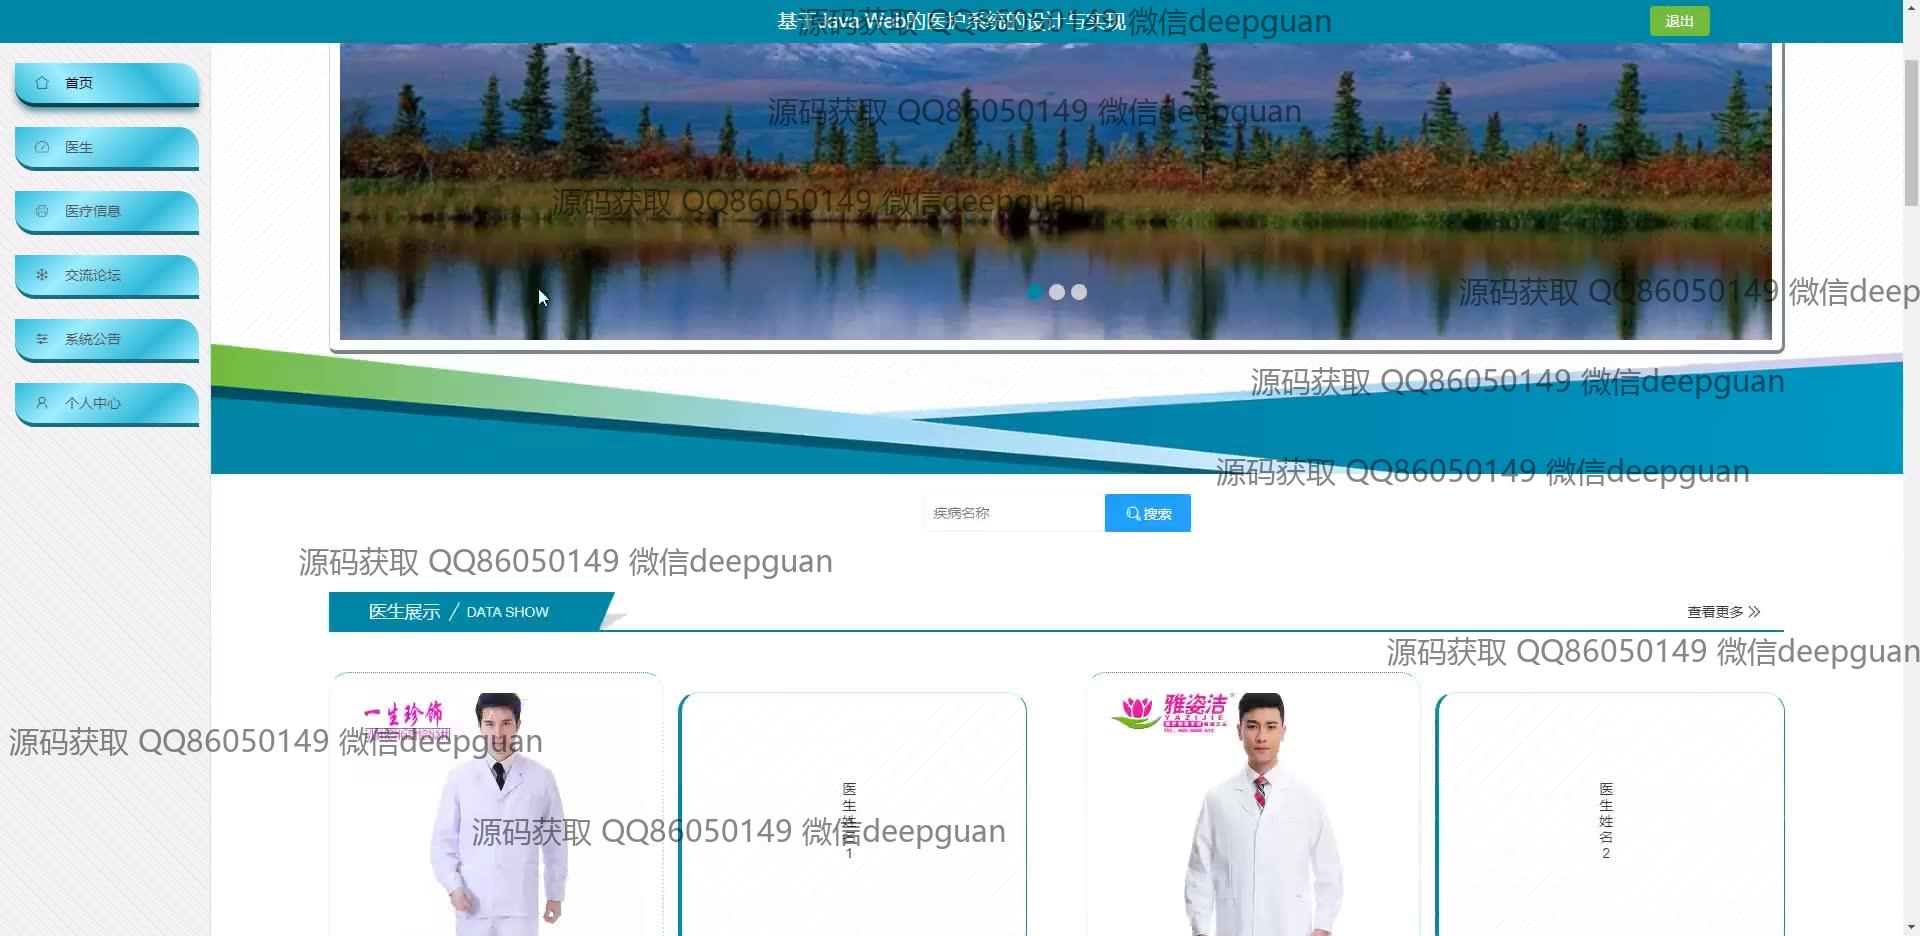 基于Java Web的医护系统的设计与实现
源码获取 QQ86050149 微信deepguan
退出
首页
医生
医疗信息
交流论坛
系统公告
个人中心
源码获取 QQ86050149 微信deepguan
源码获取 QQ86050149 微信deepguan
源码获取 QQ86050149 微信deep
源码获取 QQ86050149 微信deepguan
源码获取 QQ86050149 微信deepguan
疾病名称
搜索
源码获取 QQ86050149 微信deepguan
医生展示 / DATA SHOW
查看更多
源码获取 QQ86050149 微信deepguan
一生珍饰
雅姿洁
YAZIJIE
源码获取 QQ86050149 微信deepguan
医生姓名1
医生姓名2
源码获取 QQ86050149 微信deepguan